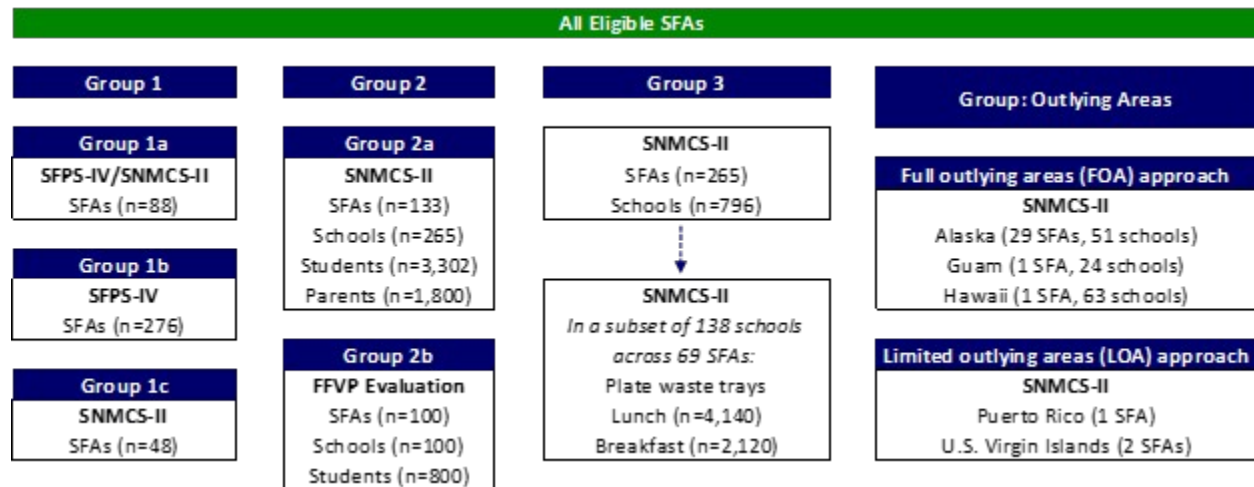 All Eligible SFAs
Group 1
Group 1a
SFPS-IV/SNMCS-II
SFAs (n=88)
Group 1b
SFPS-IV
SFAs (n=276)
Group 1c
SNMCS-II
SFAs (n=48)
Group 2
Group 2a
SNMCS-II
SFAs (n=133)
Schools (n=265)
Students (n=3,302)
Parents (n=1,800)
Group 2b
FFVP Evaluation
SFAs (n=100)
Schools (n=100)
Students (n=800)
Group 3
SNMCS-II
SFAs (n=265)
Schools (n=796)
SNMCS-II
In a subset of 138 schools
across 69 SFAs:
Plate waste trays
Lunch (n=4,140)
Breakfast (n=2,120)
Group: Outlying Areas
Full outlying areas (FOA) approach
SNMCS-II
Alaska (29 SFAs, 51 schools)
Guam (1 SFA, 24 schools)
Hawaii (1 SFA, 63 schools)
Limited outlying areas (LOA) approach
SNMCS-II
Puerto Rico (1 SFA)
U.S. Virgin Islands (2 SFAs)